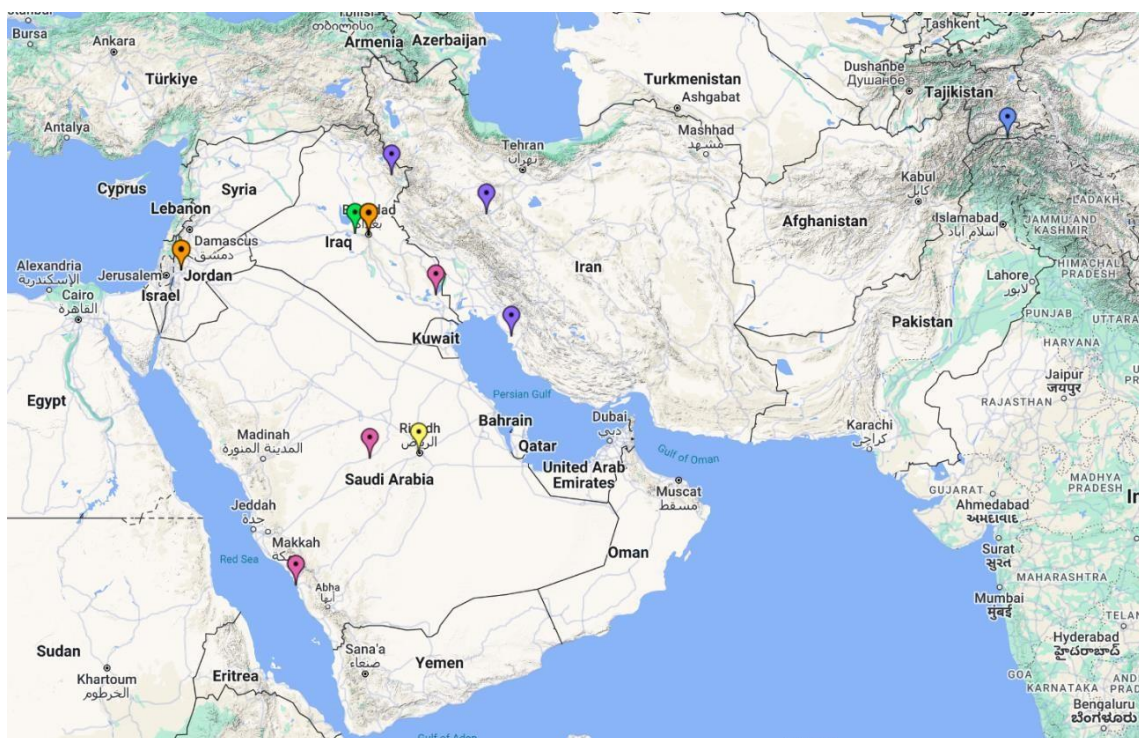 Bursa
Ankara
Türkiye
Antalya
თბილისი
Armenia
Azerbaijan
Turkmenistan
Ashgabat
Mashhad
مشهد
Tashkent
Dushanbe
Душанбе
Tajikistan
Tehran
تهران
Cyprus
Syria
Lebanon
Damascus
دمشق
Iraq
Jerusalem
Jordan
Israel
Alexandria
الإسكندرية
Cairo
القاهرة
Egypt
Iran
Afghanistan
Kabul
کابل
Islamabad
اسلام آباد
LADAKH
JAMMU AND
KASHMIR
HIMACHAL
PRADESH
Lahore
لاہور
PUNJAB
UTTARA
HARYANA
Pakistan
Jaipur
जयपुर
RAJASTHAN
Kuwait
Persian Gulf
Bahrain
Qatar
Dubai
دبي
United Arab
Emirates
Gulf of Oman
Muscat
مسقط
Karachi
کراچی
Madinah
المدينة المنورة
الرياض
Saudi Arabia
Jeddah
جدة
Makkah
Red Sea
Abha
أبها
Oman
GUJARAT
Ahmedabad
અમદાવાદ
MADHYA
PRADESH
Surat
સુરત
MAHARASHTRA
Mumbai
मुंबई
Hyderabad
హైదరాబాద్
GOA
KARNATAKA
Bengaluru
ಬೆಂಗಳೂರು
Sana'a
صنعاء
Yemen
Sudan
Khartoum
الخرطوم
Eritrea
Gulf of Aden